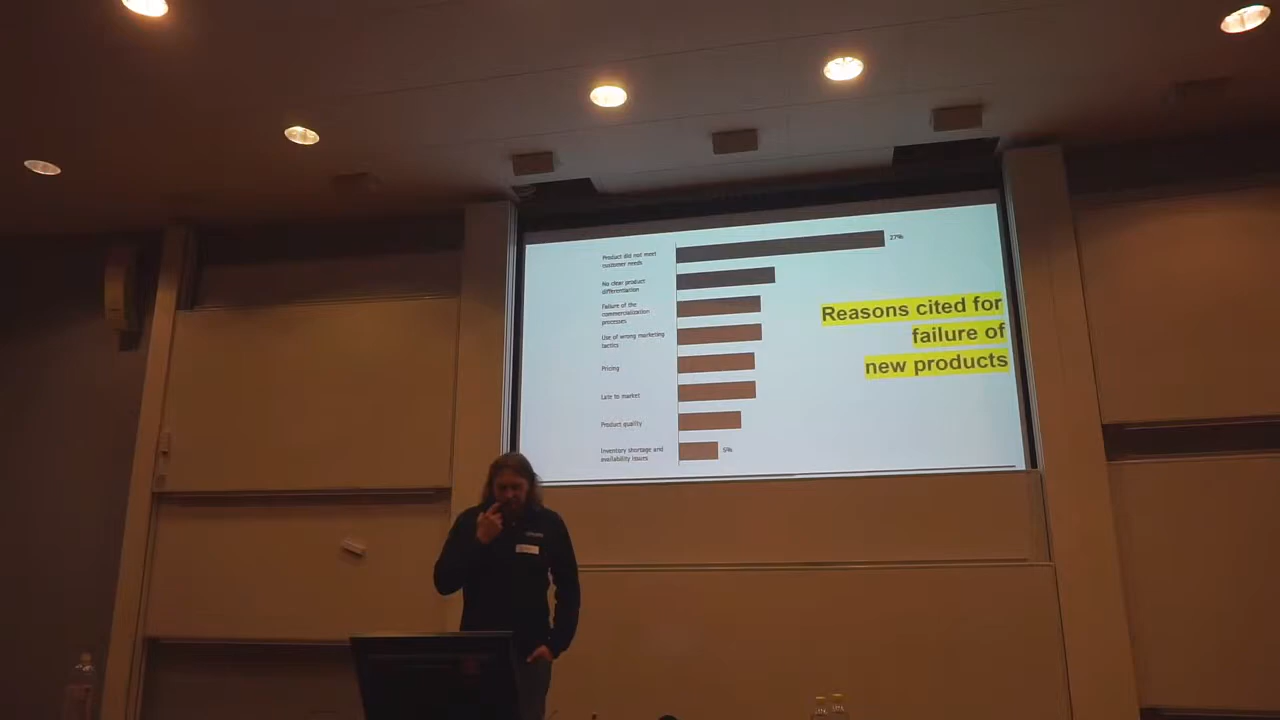 Product did not meet
customer needs
27%
No clear product
differentiation
Failure of the
commercialization
processes
Use of wrong marketing
tactics
Pricing
Late to market
Product quality
Inventory shortage and
availability issues
5%
Reasons cited for
failure of
new products